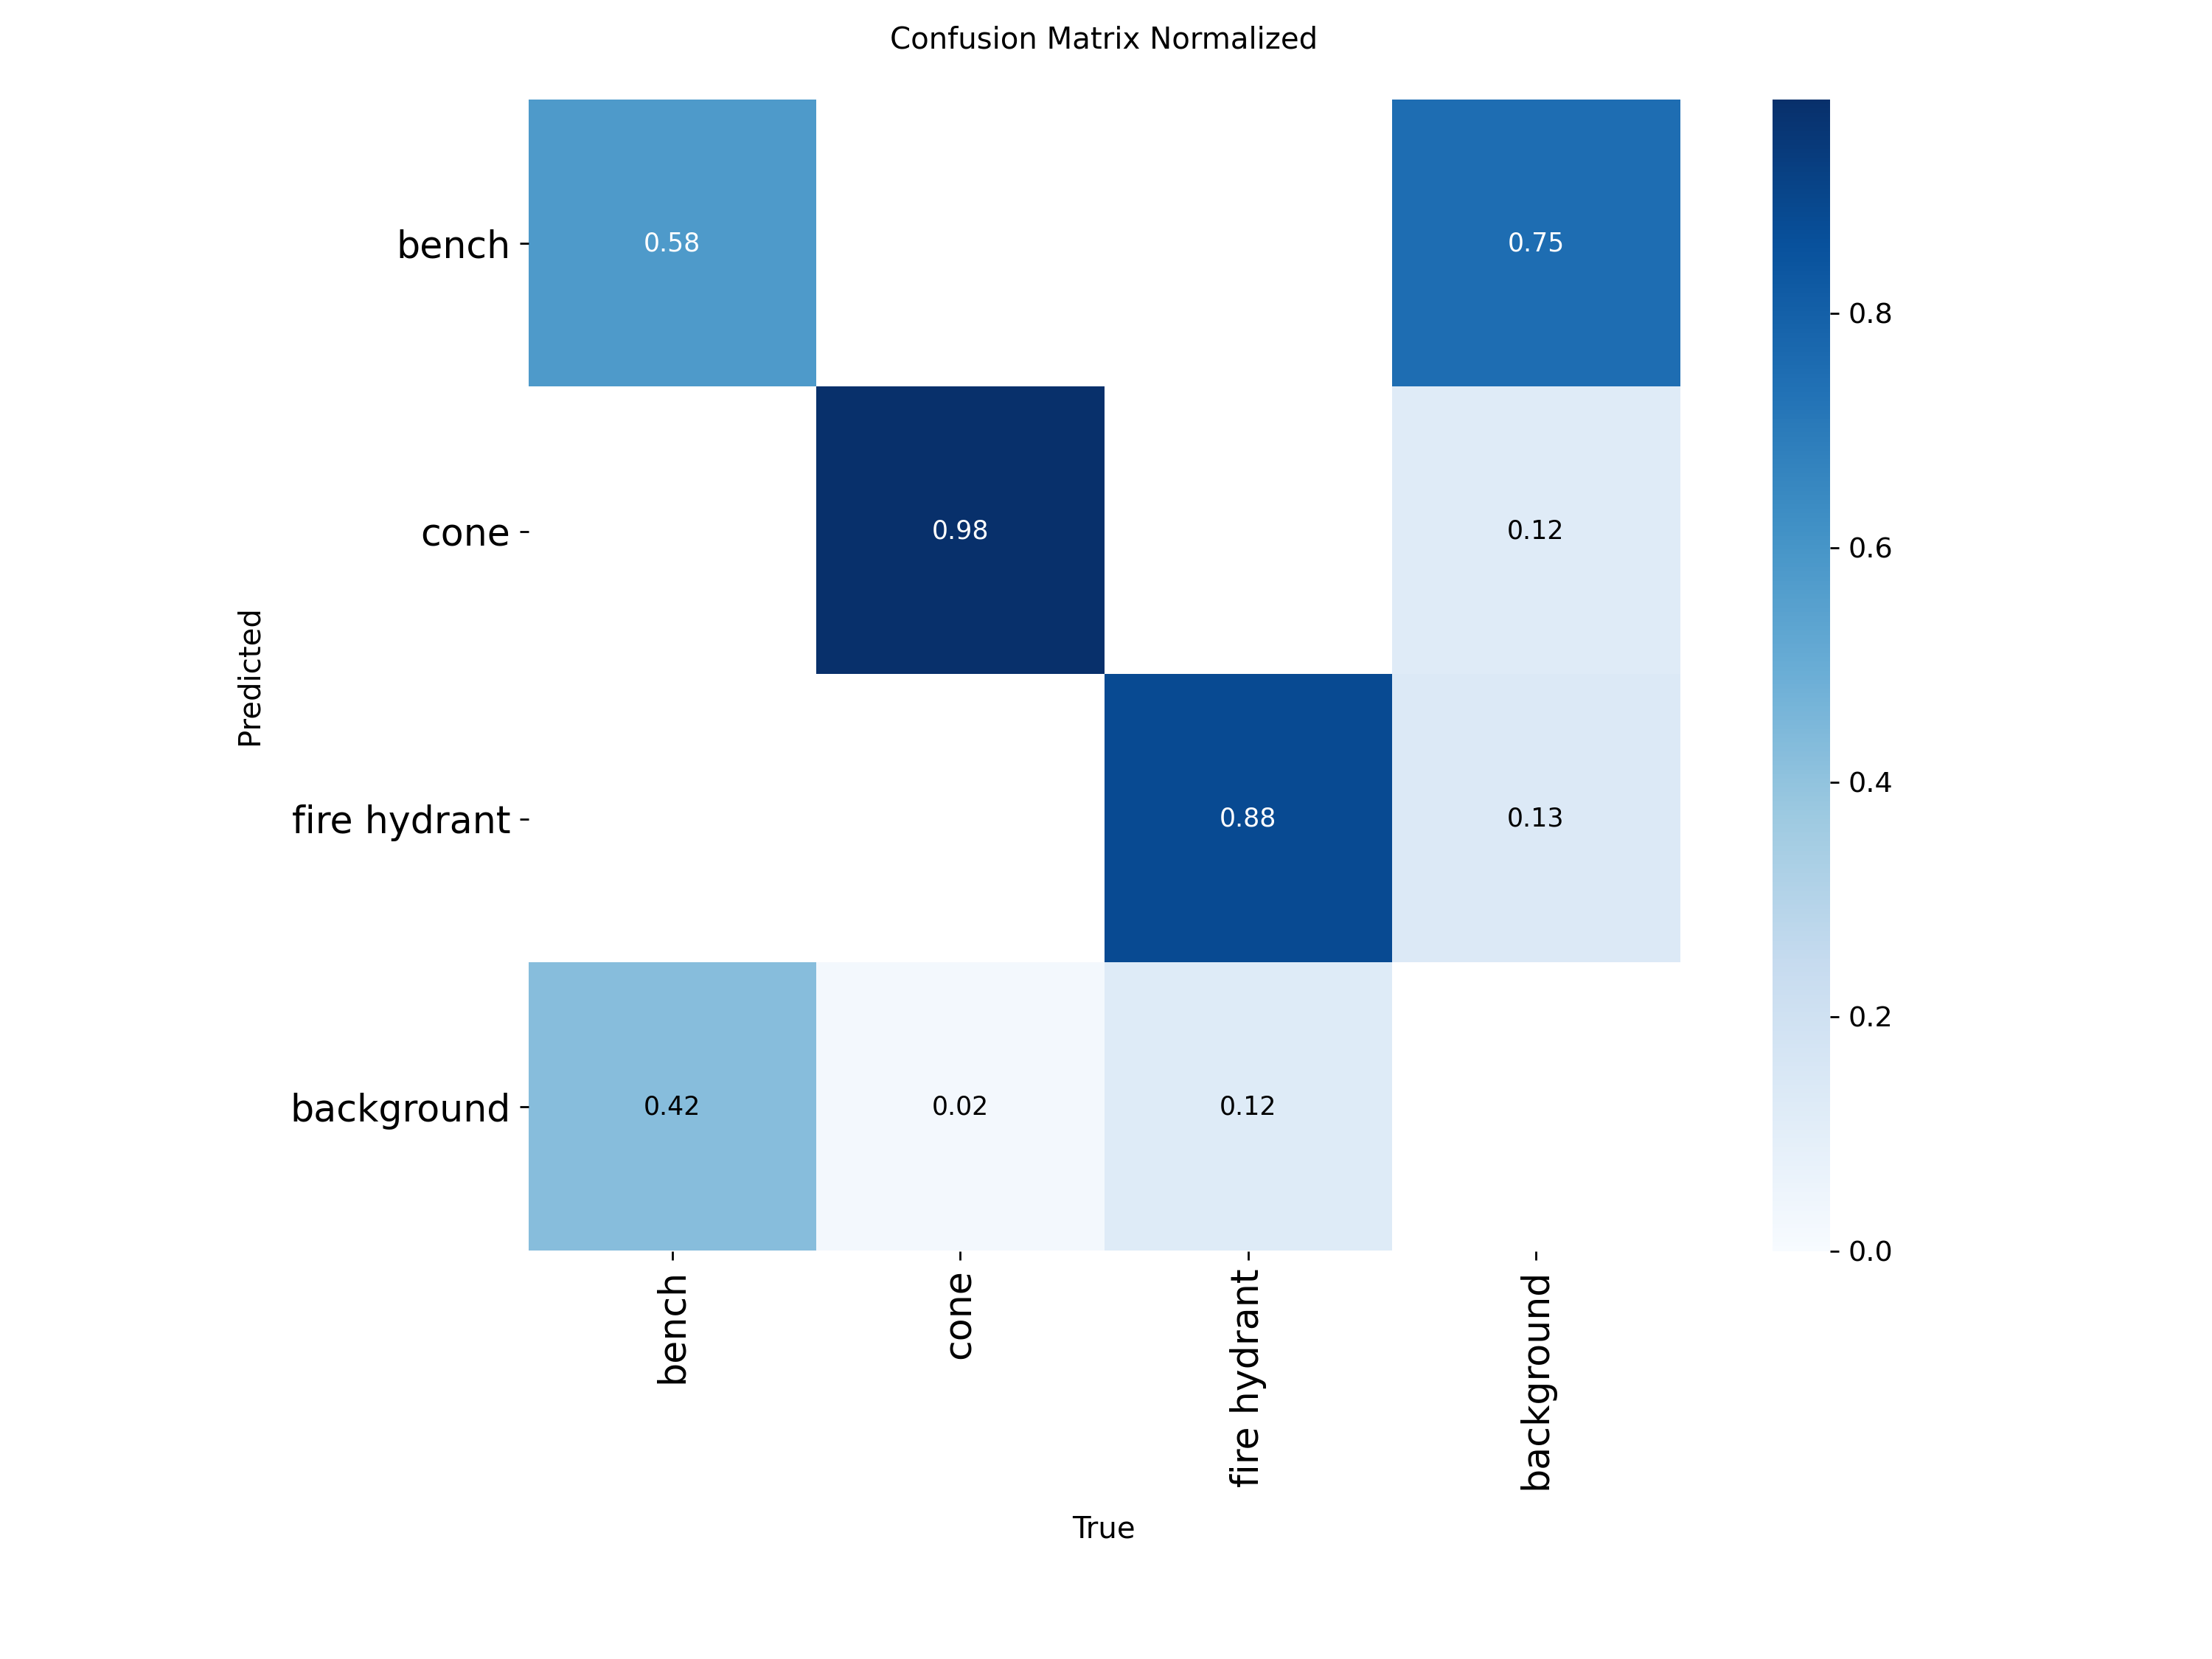 Confusion Matrix Normalized
bench
0.58
0.75
0.8
cone
0.98
0.12
0.6
Predicted
fire hydrant
0.88
0.13
0.4
background
0.42
0.02
0.12
0.2
0.0
bench
cone
fire hydrant
background
True